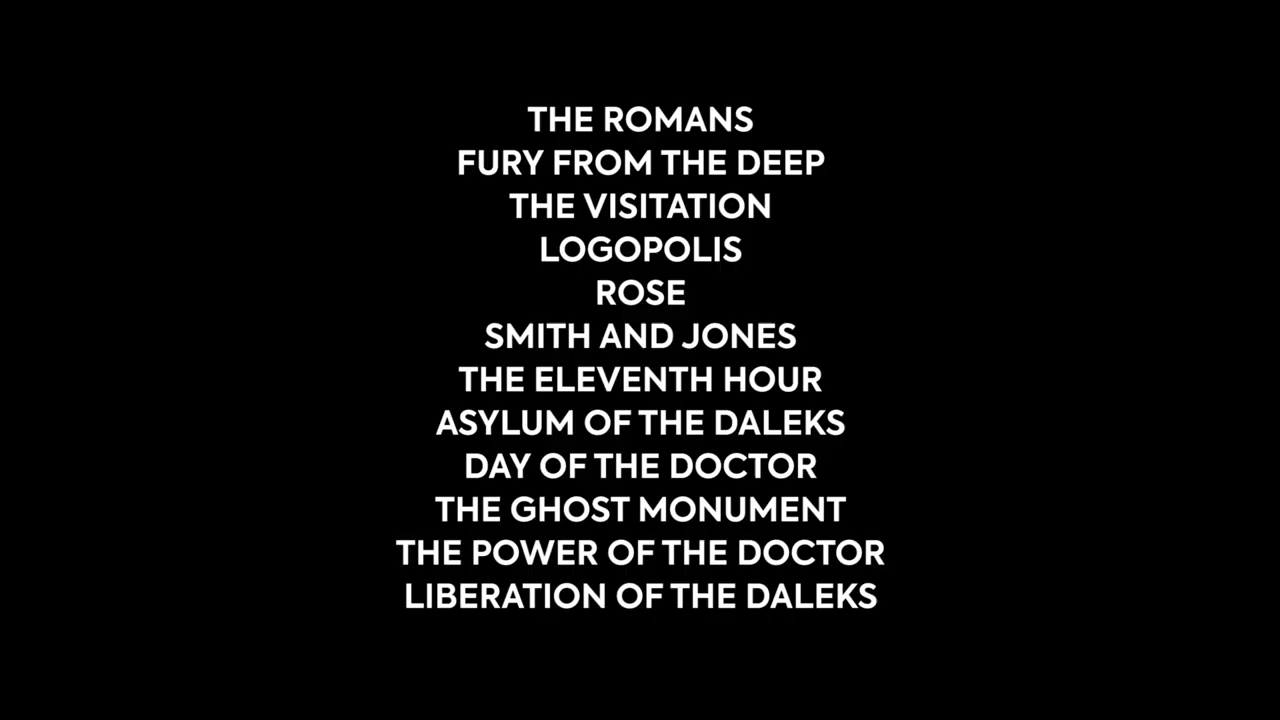 THE ROMANS
FURY FROM THE DEEP
THE VISITATION
LOGOPOLIS
ROSE
SMITH AND JONES
THE ELEVENTH HOUR
ASYLUM OF THE DALEKS
DAY OF THE DOCTOR
THE GHOST MONUMENT
THE POWER OF THE DOCTOR
LIBERATION OF THE DALEKS